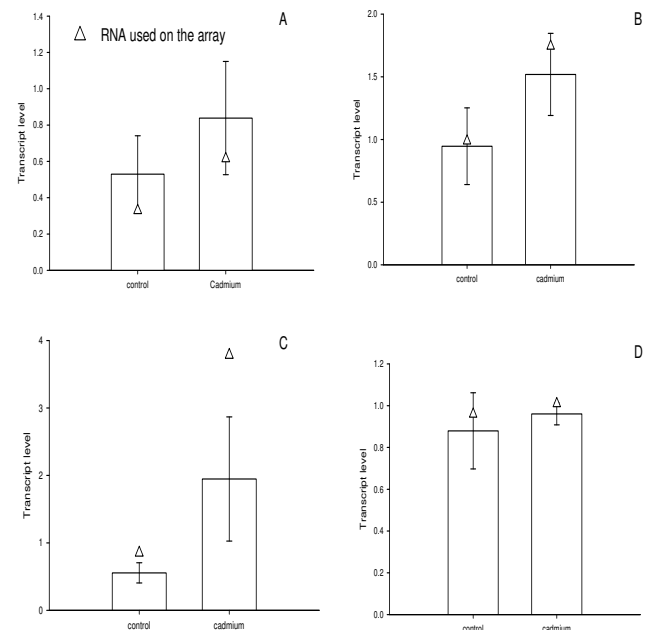 A
1.4
△ RNA used on the array
1.2
1.0
0.8
0.6
0.4
0.2
0.0
Transcript level
control Cadmium
B
2.0
1.5
1.0
0.5
0.0
Transcript level
control cadmium
C
4
3
2
1
0
Transcript level
control cadmium
D
1.2
1.0
0.8
0.6
0.4
0.2
0.0
Transcript level
control cadmium